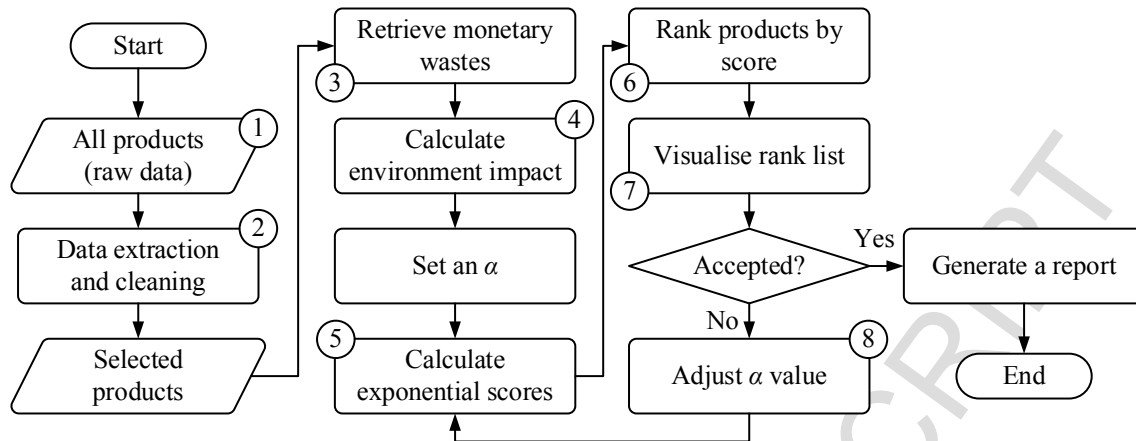 Start
1
All products
(raw data)
2
Data extraction
and cleaning
Selected
products
Retrieve monetary
wastes
3
4
Calculate
environment impact
Set an α
5
Calculate
exponential scores
Rank products by
score
6
Visualise rank list
7
Accepted?
Yes
No
8
Adjust α value
Generate a report
End
CRIPT